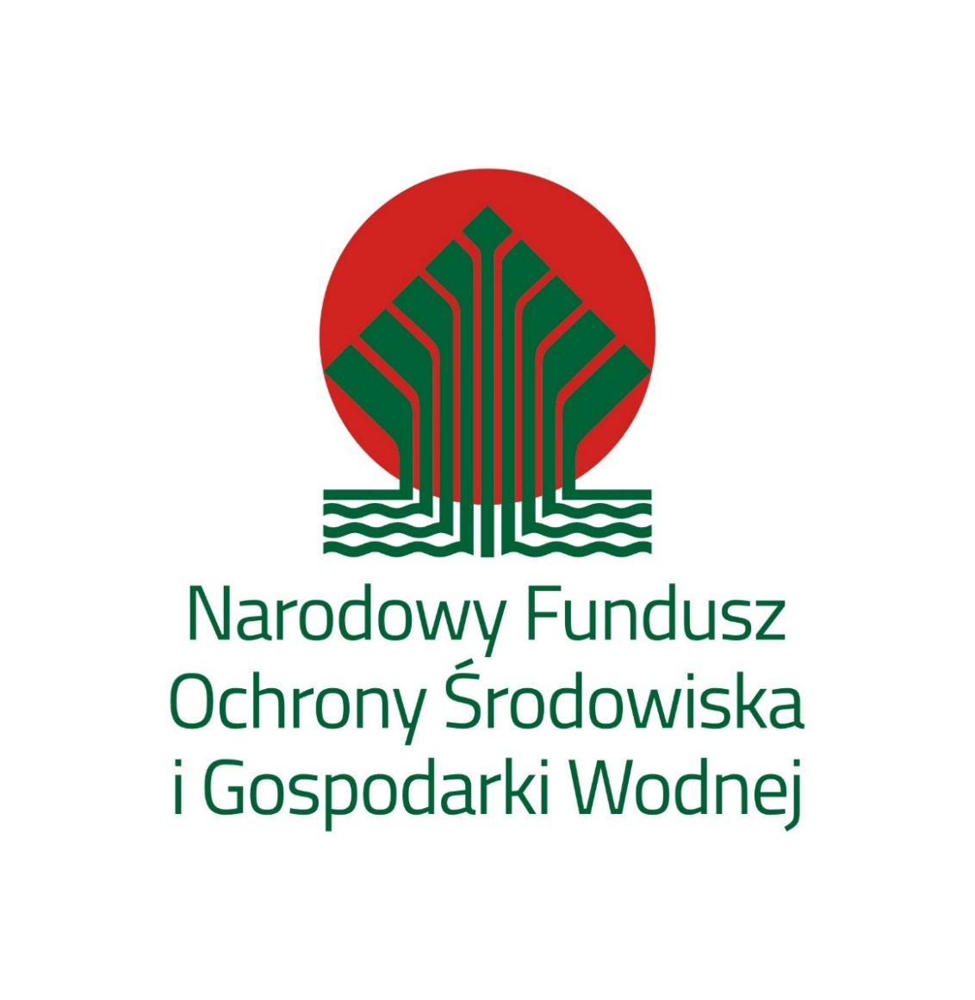 Narodowy Fundusz
Ochrony Środowiska
i Gospodarki Wodnej